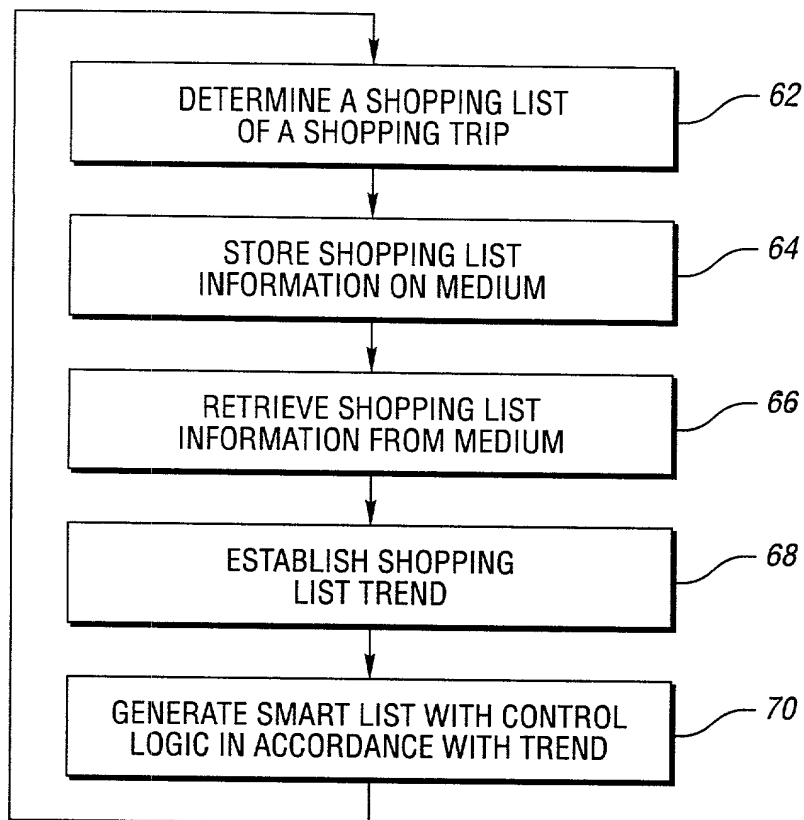 DETERMINE A SHOPPING LIST
OF A SHOPPING TRIP
62
STORE SHOPPING LIST
INFORMATION ON MEDIUM
64
RETRIEVE SHOPPING LIST
INFORMATION FROM MEDIUM
66
ESTABLISH SHOPPING
LIST TREND
68
GENERATE SMART LIST WITH CONTROL
LOGIC IN ACCORDANCE WITH TREND
70